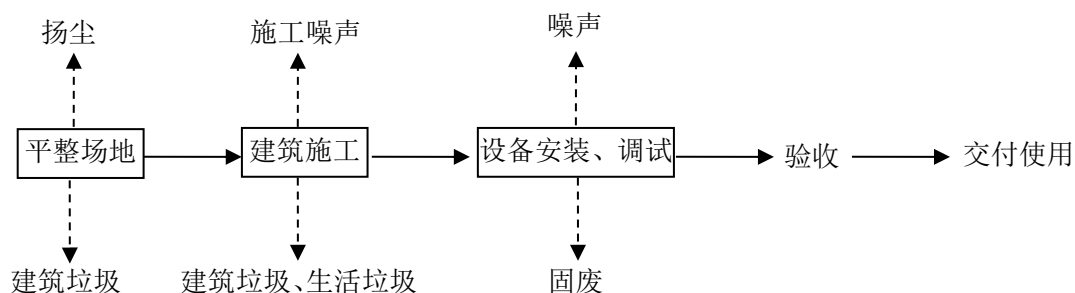 扬尘 施工噪声 噪声
平整场地 建筑施工 设备安装、调试 验收 交付使用
建筑垃圾 建筑垃圾、生活垃圾 固废